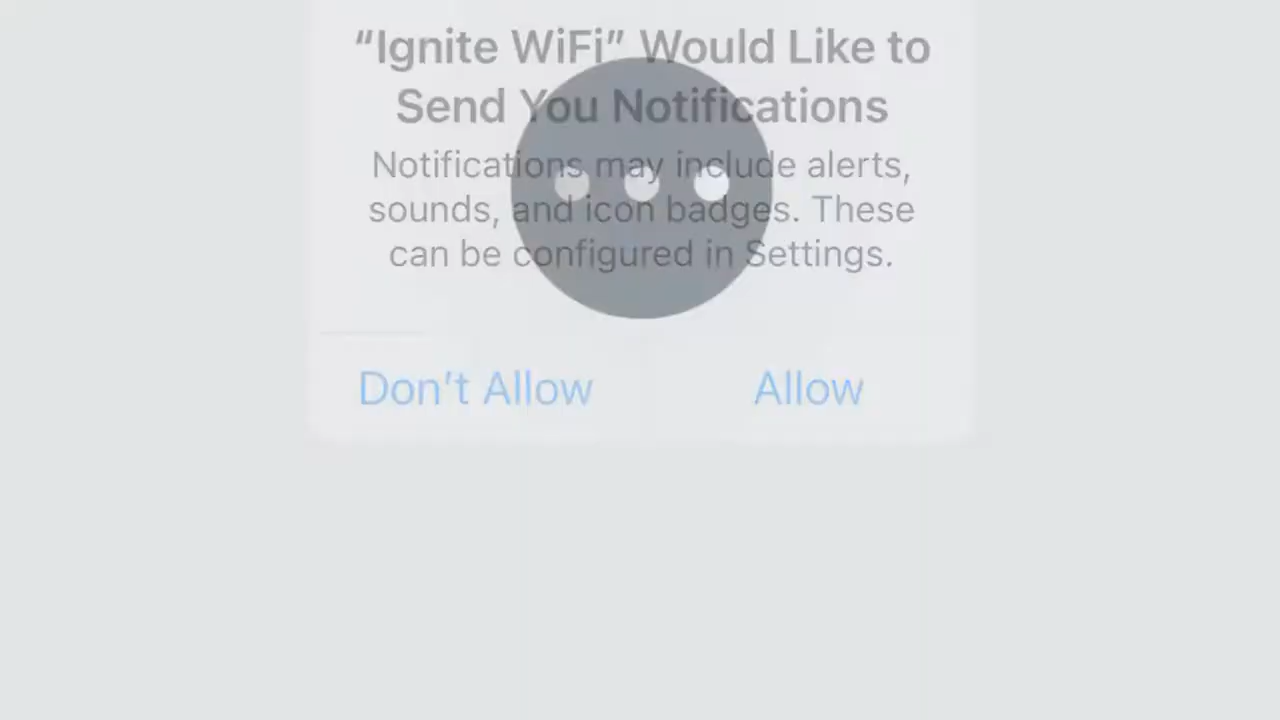 “Ignite WiFi” Would Like to
Send You Notifications
Notifications may include alerts,
sounds, and icon badges. These
can be configured in Settings.
Don’t Allow
Allow